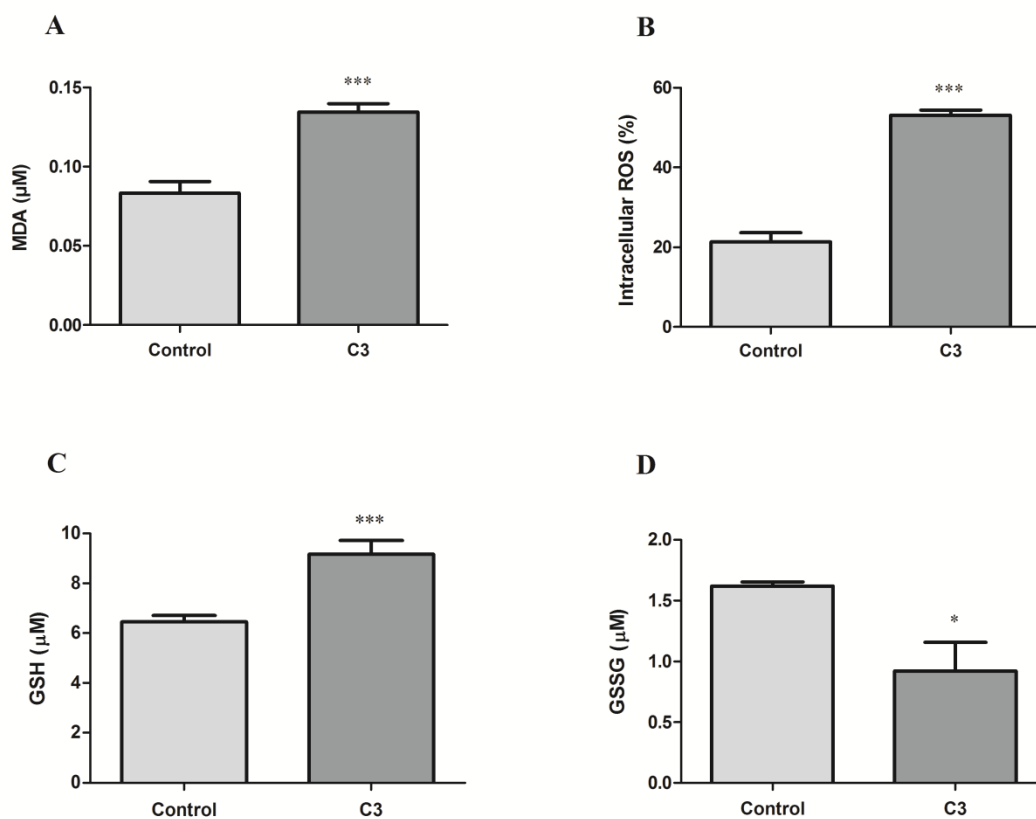 A
MDA (µM)
0.15
0.10
0.05
0.00
***
Control
C3
B
Intracellular ROS (%)
60
40
20
0
***
Control
C3
C
GSH (µM)
10
8
6
4
2
0
***
Control
C3
D
GSSG (µM)
2.0
1.5
1.0
0.5
0.0
*
Control
C3